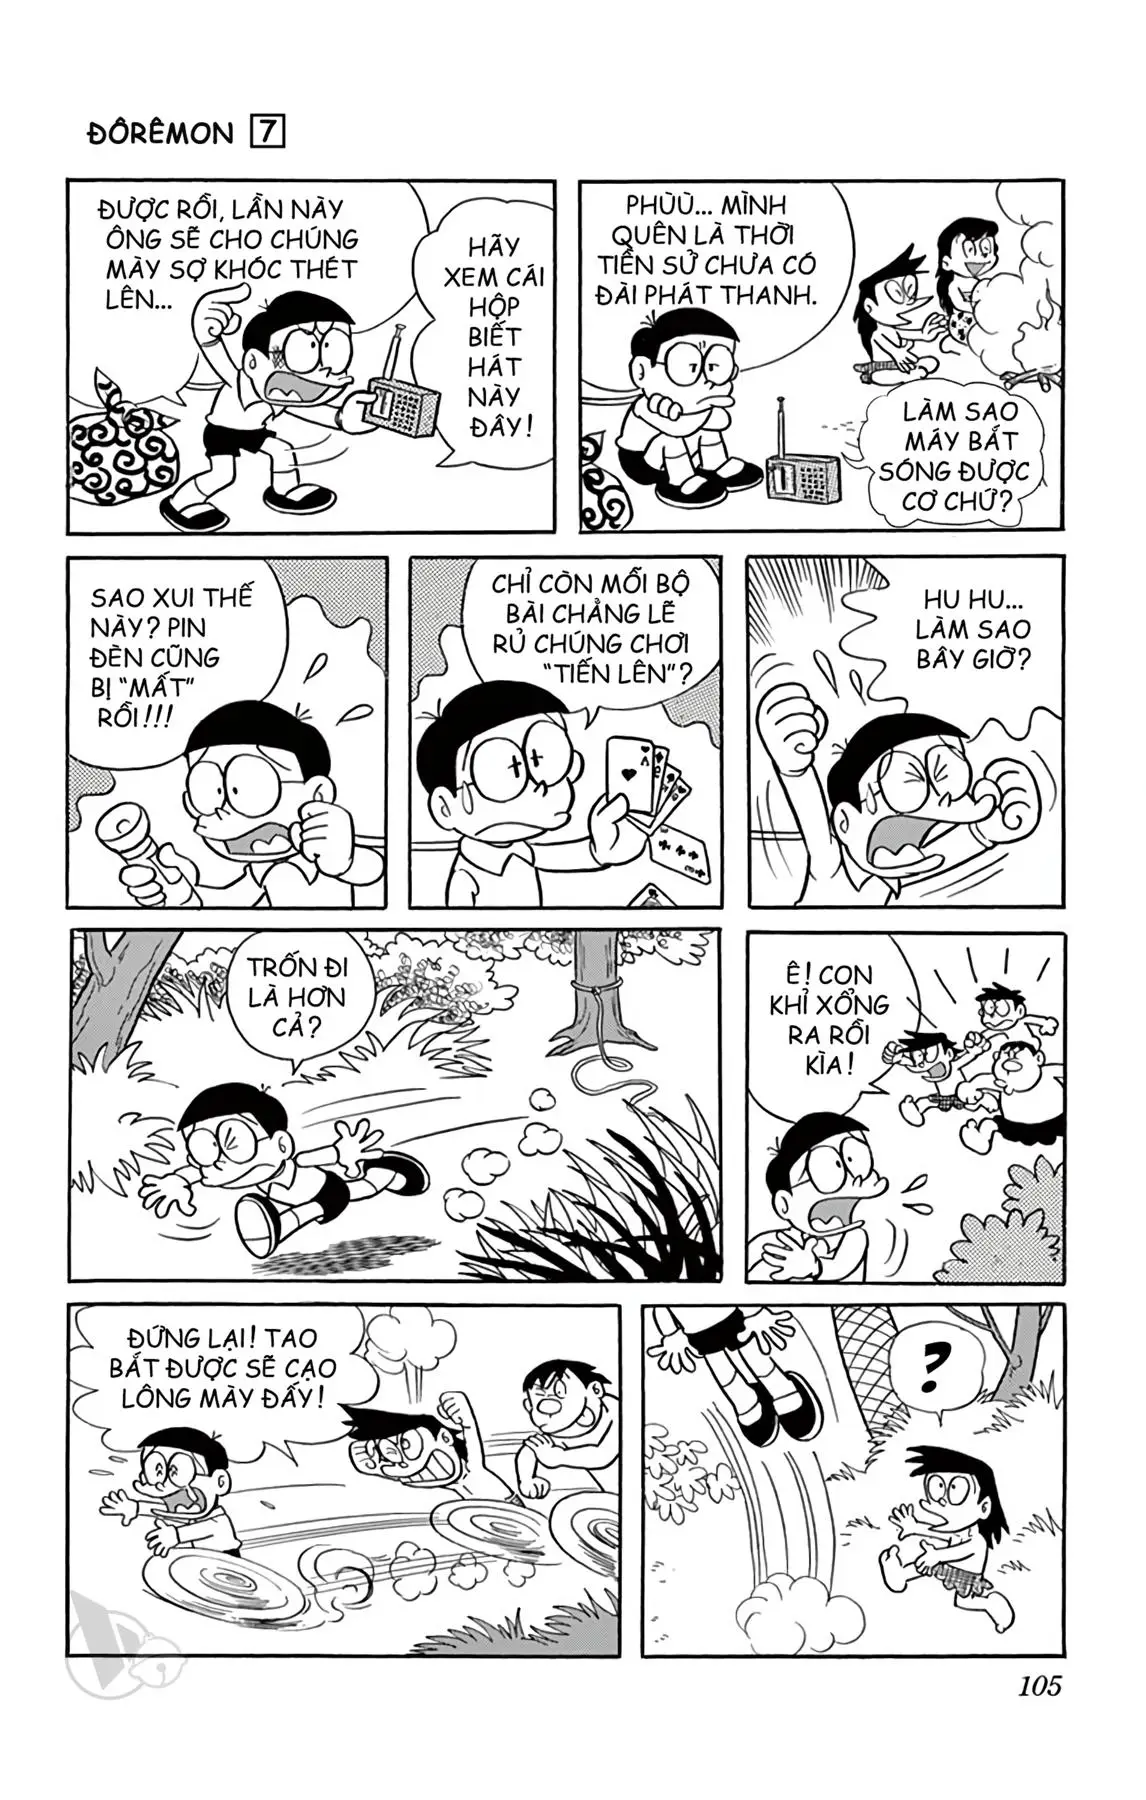 ĐÔRÊMON 7
ĐƯỢC RỒI, LẦN NÀY
ÔNG SẼ CHO CHÚNG
MÀY SỢ KHÓC THÉT
LÊN...
HÃY
XEM CÁI
HỘP
BIẾT
HÁT
NÀY
ĐÂY!
PHÙÙ... MÌNH
QUÊN LÀ THỜI
TIỀN SỬ CHƯA CÓ
ĐÀI PHÁT THANH.
LÀM SAO
MÁY BẮT
SÓNG ĐƯỢC
CƠ CHỨ?
SAO XUI THẾ
NÀY? PIN
ĐÈN CŨNG
BỊ "MẤT"
RỒI!!!
CHỈ CÒN MỖI BỘ
BÀI CHẲNG LẼ
RỦ CHÚNG CHƠI
"TIẾN LÊN"?
HU HU...
LÀM SAO
BÂY GIỜ?
TRỐN ĐI
LÀ HƠN
CẢ?
Ê! CON
KHỈ XỔNG
RA RỒI
KÌA!
ĐỨNG LẠI! TAO
BẮT ĐƯỢC SẼ CẠO
LÔNG MÀY ĐẤY!
?
105